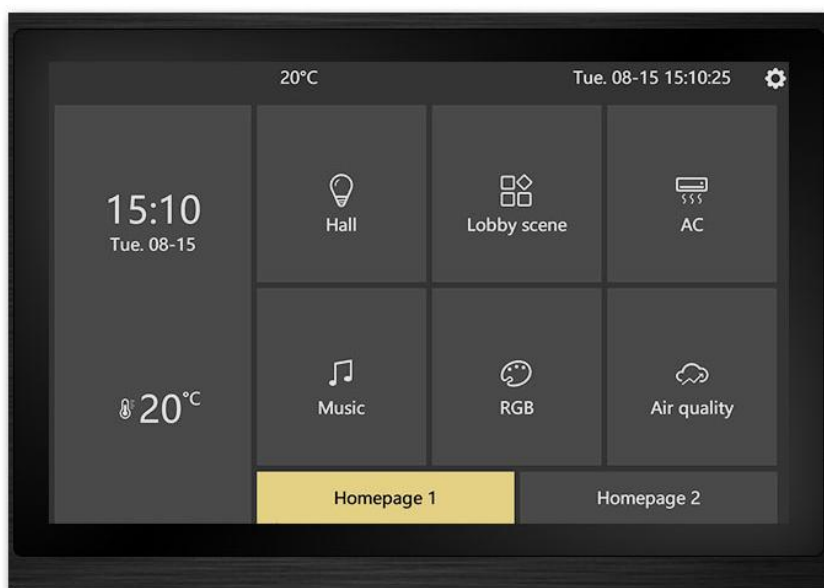 20°C
Tue. 08-15 15:10:25
15:10
Tue. 08-15
20°C
Hall
Lobby scene
AC
Music
RGB
Air quality
Homepage 1
Homepage 2